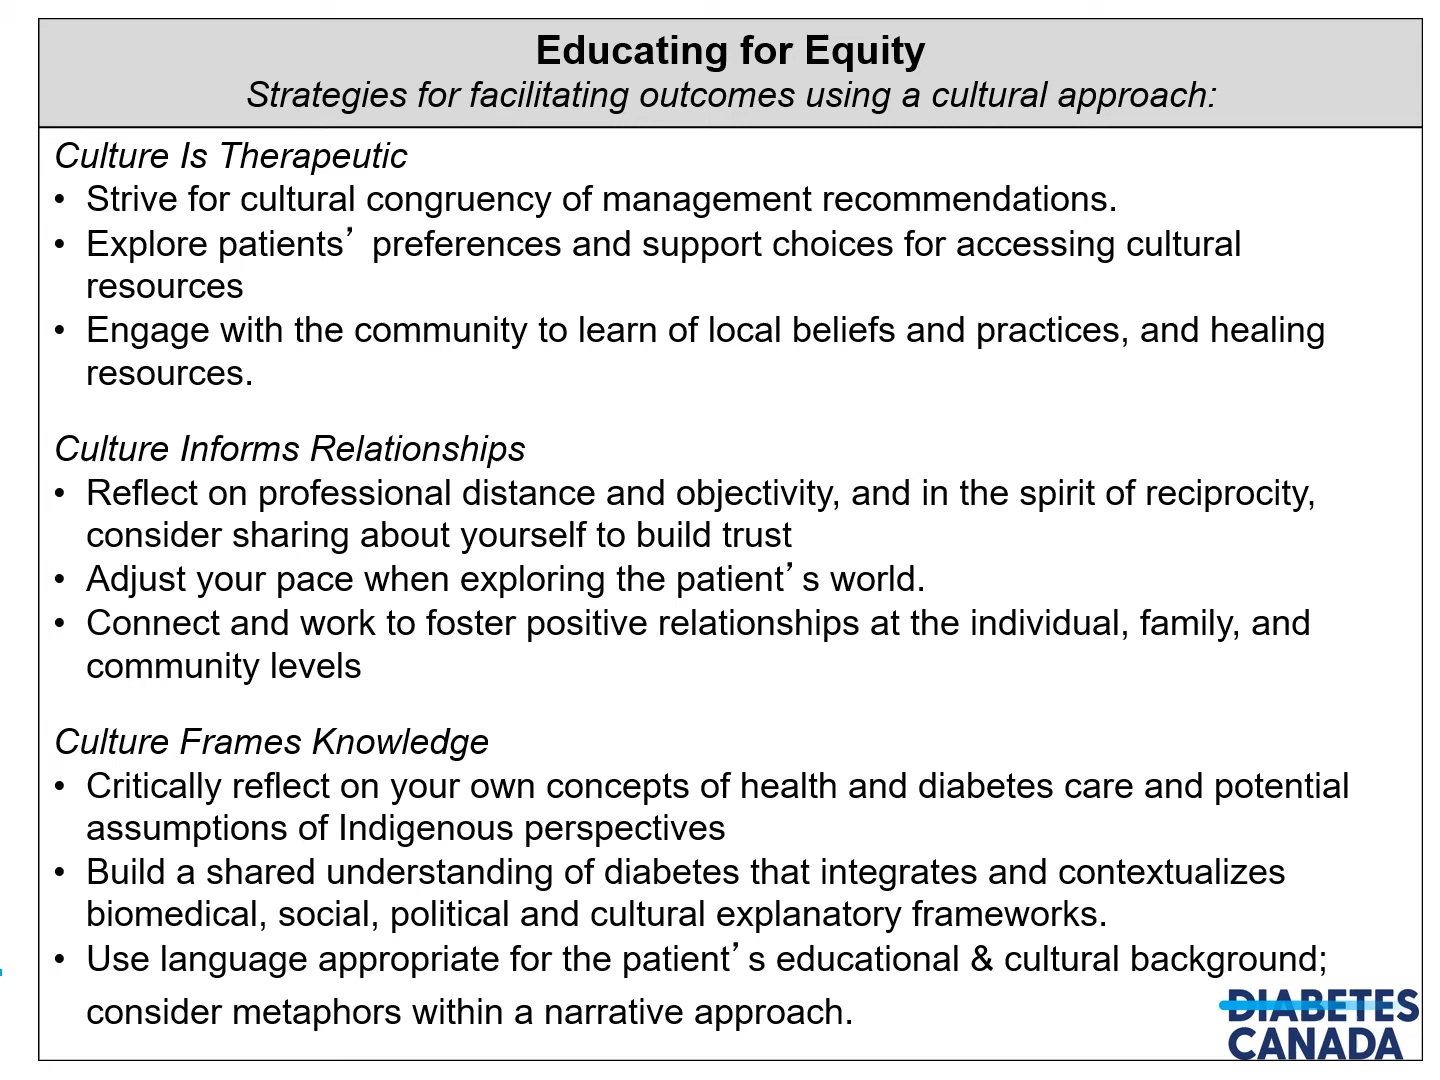 Educating for Equity
Strategies for facilitating outcomes using a cultural approach:
Culture Is Therapeutic
• Strive for cultural congruency of management recommendations.
• Explore patients’ preferences and support choices for accessing cultural
resources
• Engage with the community to learn of local beliefs and practices, and healing
resources.
Culture Informs Relationships
• Reflect on professional distance and objectivity, and in the spirit of reciprocity,
consider sharing about yourself to build trust
• Adjust your pace when exploring the patient’s world.
• Connect and work to foster positive relationships at the individual, family, and
community levels
Culture Frames Knowledge
• Critically reflect on your own concepts of health and diabetes care and potential
assumptions of Indigenous perspectives
• Build a shared understanding of diabetes that integrates and contextualizes
biomedical, social, political and cultural explanatory frameworks.
• Use language appropriate for the patient’s educational & cultural background;
consider metaphors within a narrative approach.
DIABETES
CANADA